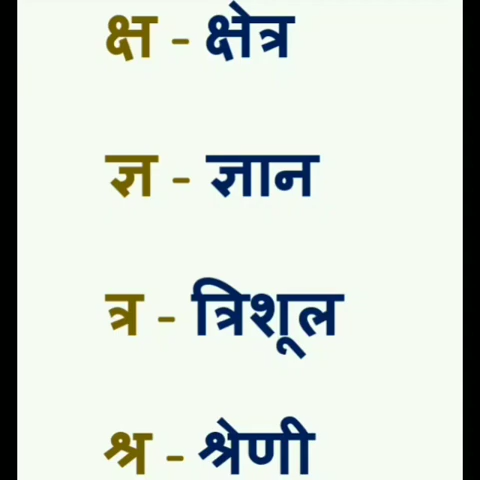 क्ष - क्षेत्र
ज्ञ - ज्ञान
त्र - त्रिशूल
श्र - श्रेणी